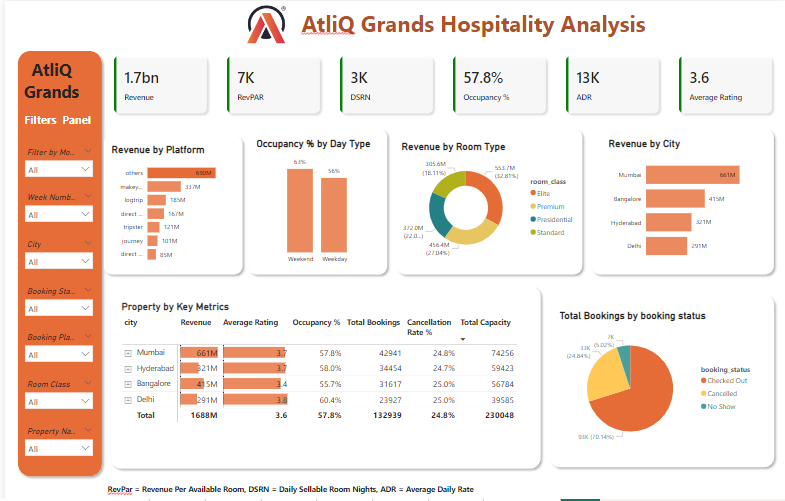 AtliQ Grands Hospitality Analysis
AtliQ
Grands
Filters Panel
Filter by Mo...
All
Week Numb...
All
City
All
Booking Sta...
All
Booking Pla...
All
Room Class
All
Property Na...
All
1.7bn
Revenue
7K
RevPAR
3K
DSRN
57.8%
Occupancy %
13K
ADR
3.6
Average Rating
Revenue by Platform
others 690M
makey... 337M
logtrip 185M
direct ... 167M
tripster 121M
journey 101M
direct ... 85M
Occupancy % by Day Type
63%
56%
Weekend Weekday
Revenue by Room Type
305.6M
(18.11%)
553.7M
(32.81%)
372.0M
(22.0...)
456.4M
(27.04%)
room_class
Elite
Premium
Presidential
Standard
Revenue by City
Mumbai 661M
Bangalore 415M
Hyderabad 321M
Delhi 291M
Property by Key Metrics
city Revenue Average Rating Occupancy % Total Bookings Cancellation Rate % Total Capacity
Mumbai 661M 3.7 57.8% 42941 24.8% 74256
Hyderabad 321M 3.7 58.0% 34454 24.7% 59423
Bangalore 415M 3.4 55.7% 31617 25.0% 56784
Delhi 291M 3.8 60.4% 23927 25.0% 39585
Total 1688M 3.6 57.8% 132939 24.8% 230048
Total Bookings by booking status
7K
(5.02%)
33K
(24.84%)
93K (70.14%)
booking_status
Checked Out
Cancelled
No Show
RevPar = Revenue Per Available Room, DSRN = Daily Sellable Room Nights, ADR = Average Daily Rate